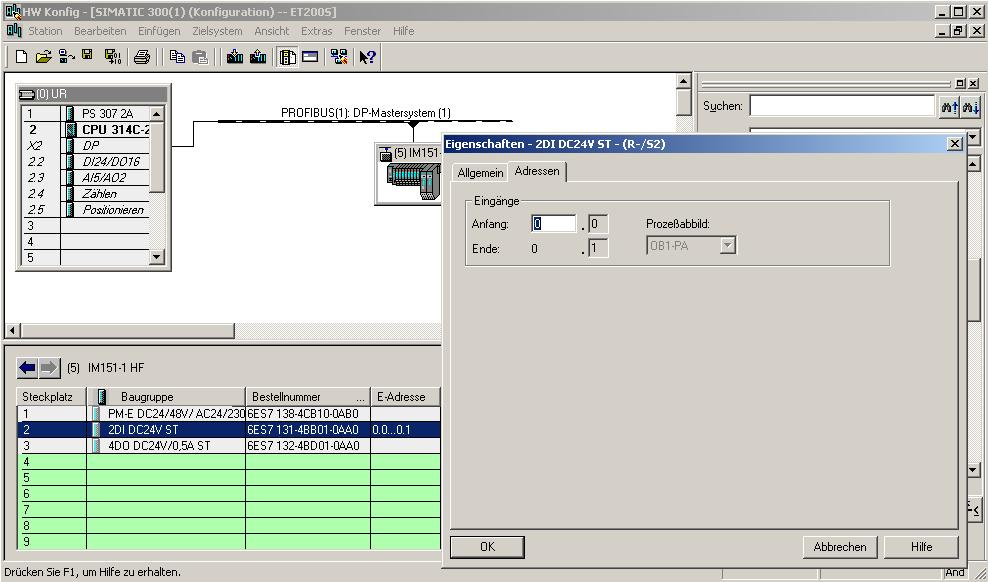 HW Konfig - [SIMATIC 300(1) (Konfiguration) -- ET200S]
Station Bearbeiten Einfügen Zielsystem Ansicht Extras Fenster Hilfe
(0) UR
1 PS 307 2A
2 CPU 314C-2
X2 DP
2.2 DI24/DO16
2.3 AI5/AO2
2.4 Zählen
2.5 Positionieren
3
4
5
PROFIBUS(1): DP-Mastersystem (1)
(5) IM151-
Suchen:
Eigenschaften - 2DI DC24V ST - (R-/S2)
Allgemein Adressen
Eingänge
Anfang: 0 . 0 Prozeßabbild:
Ende: 0 . 1 OB1-PA
OK Abbrechen Hilfe
(5) IM151-1 HF
Steckplatz Baugruppe Bestellnummer ... E-Adresse
1 PM-E DC24/48V/ AC24/230 6ES7 138-4CB10-0AB0
2 2DI DC24V ST 6ES7 131-4BB01-0AA0 0.0...0.1
3 4DO DC24V/0,5A ST 6ES7 132-4BD01-0AA0
4
5
6
7
8
9
Drücken Sie F1, um Hilfe zu erhalten.
Änd